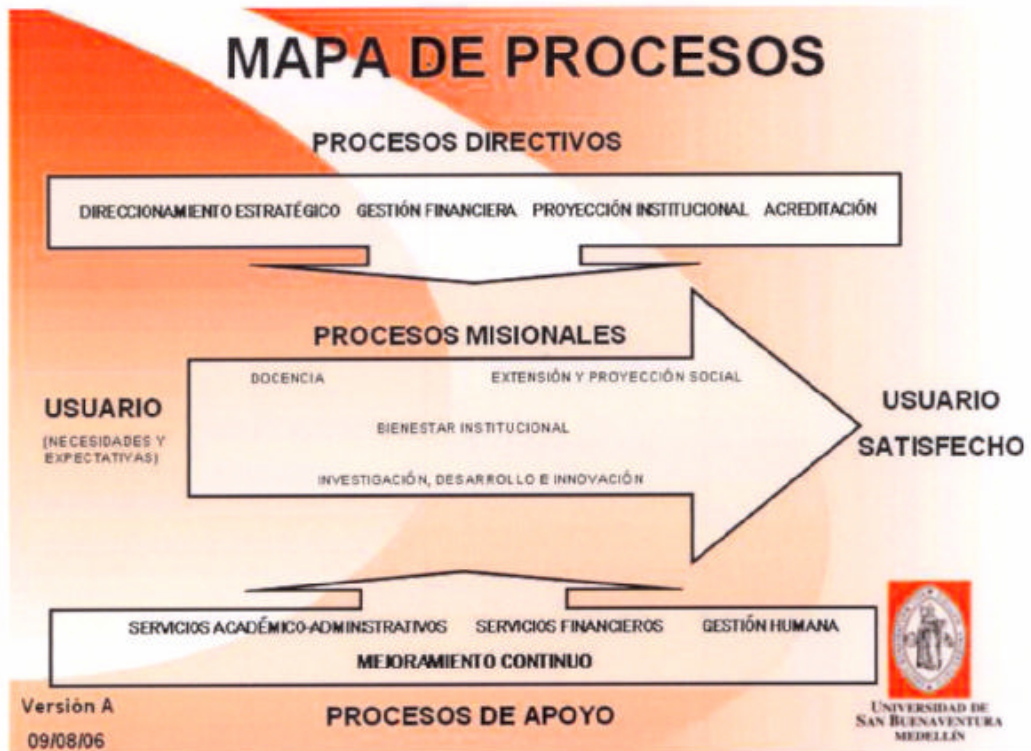 MAPA DE PROCESOS
PROCESOS DIRECTIVOS
DIRECCIONAMIENTO ESTRATÉGICO GESTIÓN FINANCIERA PROYECCIÓN INSTITUCIONAL ACREDITACIÓN
PROCESOS MISIONALES
DOCENCIA EXTENSIÓN Y PROYECCIÓN SOCIAL
BIENESTAR INSTITUCIONAL
INVESTIGACIÓN, DESARROLLO E INNOVACIÓN
USUARIO
(NECESIDADES Y
EXPECTATIVAS)
USUARIO
SATISFECHO
SERVICIOS ACADÉMICO-ADMINISTRATIVOS SERVICIOS FINANCIEROS GESTIÓN HUMANA
MEJORAMIENTO CONTINUO
PROCESOS DE APOYO
Versión A
09/08/06
UNIVERSIDAD DE
SAN BUENAVENTURA
MEDELLÍN